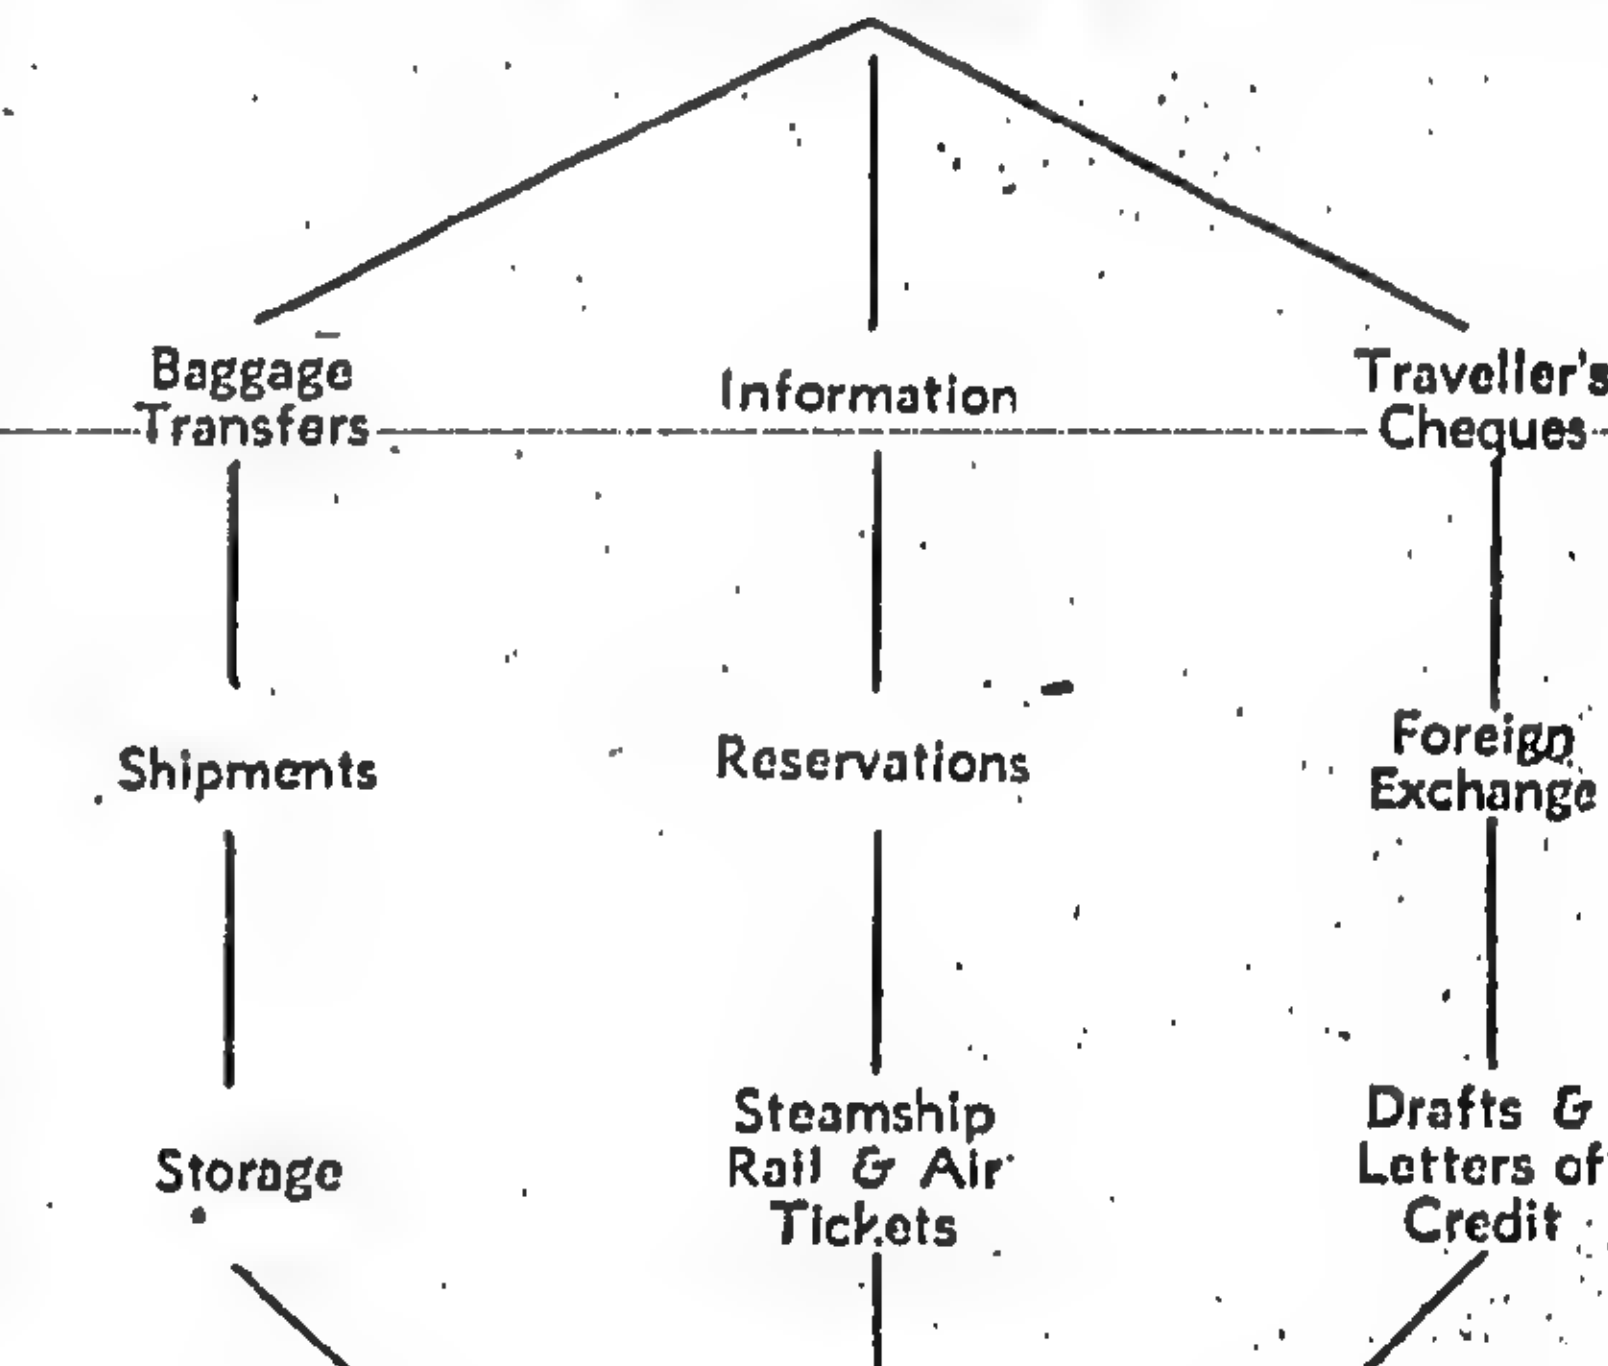 Baggage
Transfers
Information
Traveller's
Cheques
Shipments
Reservations
Foreign
Exchange
Storage
Steamship
Rail & Air
Tickets
Drafts &
Letters of
Credit